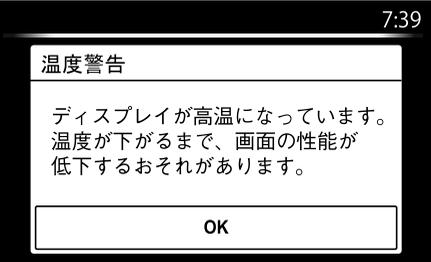 7:39
温度警告
ディスプレイが高温になっています。
温度が下がるまで、画面の性能が
低下するおそれがあります。
OK